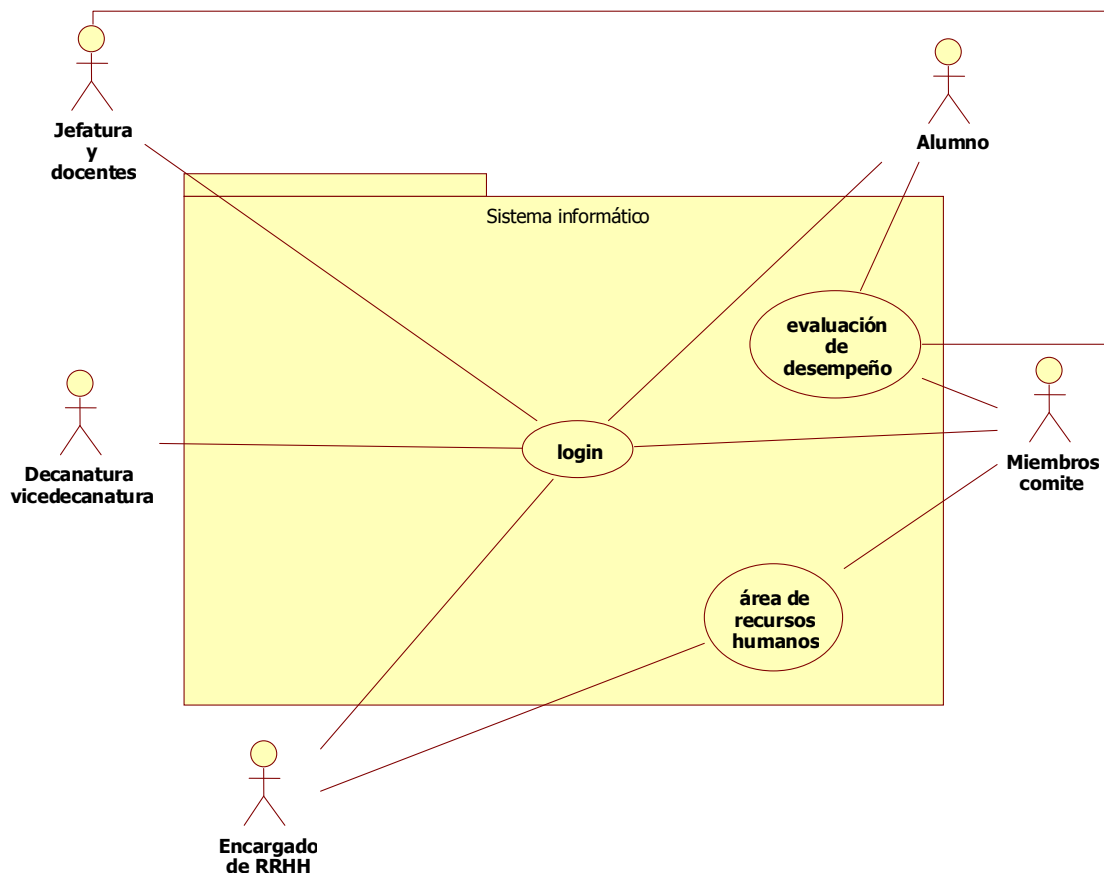 Jefatura
y
docentes
Alumno
Sistema informático
evaluación
de
desempeño
Decanatura
vicedecanatura
login
Miembros
comite
área de
recursos
humanos
Encargado
de RRHH